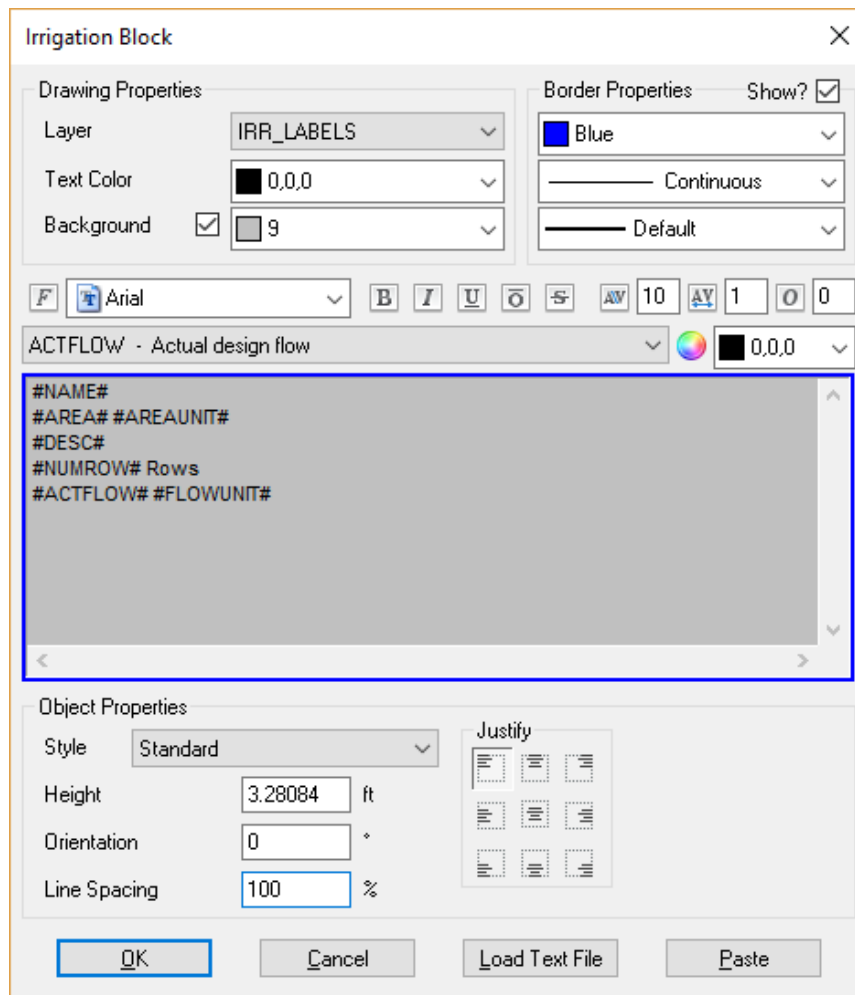 Irrigation Block
Drawing Properties
Layer IRR_LABELS
Text Color 0,0,0
Background 9
Border Properties Show?
Blue
Continuous
Default
F Arial B I U O S AV 10 AY 1 O 0
ACTFLOW - Actual design flow 0,0,0
#NAME#
#AREA# #AREAUNIT#
#DESC#
#NUMROW# Rows
#ACTFLOW# #FLOWUNIT#
Object Properties
Style Standard
Height 3.28084 ft
Orientation 0 °
Line Spacing 100 %
Justify
OK Cancel Load Text File Paste